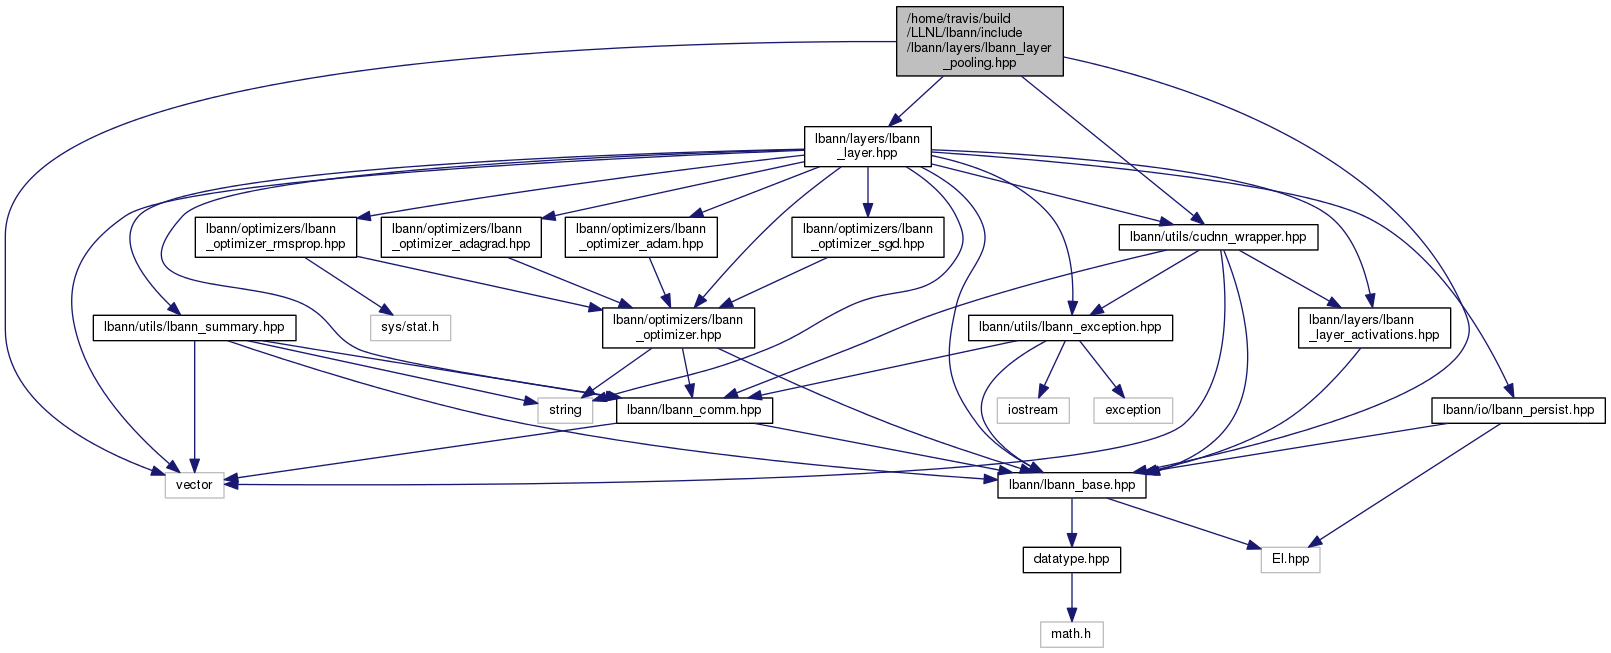 /home/travis/build
/LLNL/lbann/include
/lbann/layers/lbann_layer
_pooling.hpp
lbann/layers/lbann
_layer.hpp
lbann/optimizers/lbann
_optimizer_rmsprop.hpp
lbann/optimizers/lbann
_optimizer_adagrad.hpp
lbann/optimizers/lbann
_optimizer_adam.hpp
lbann/optimizers/lbann
_optimizer_sgd.hpp
lbann/utils/cudnn_wrapper.hpp
lbann/utils/lbann_summary.hpp
sys/stat.h
lbann/optimizers/lbann
_optimizer.hpp
lbann/utils/lbann_exception.hpp
lbann/layers/lbann
_layer_activations.hpp
string
lbann/lbann_comm.hpp
iostream
exception
lbann/io/lbann_persist.hpp
vector
lbann/lbann_base.hpp
datatype.hpp
El.hpp
math.h